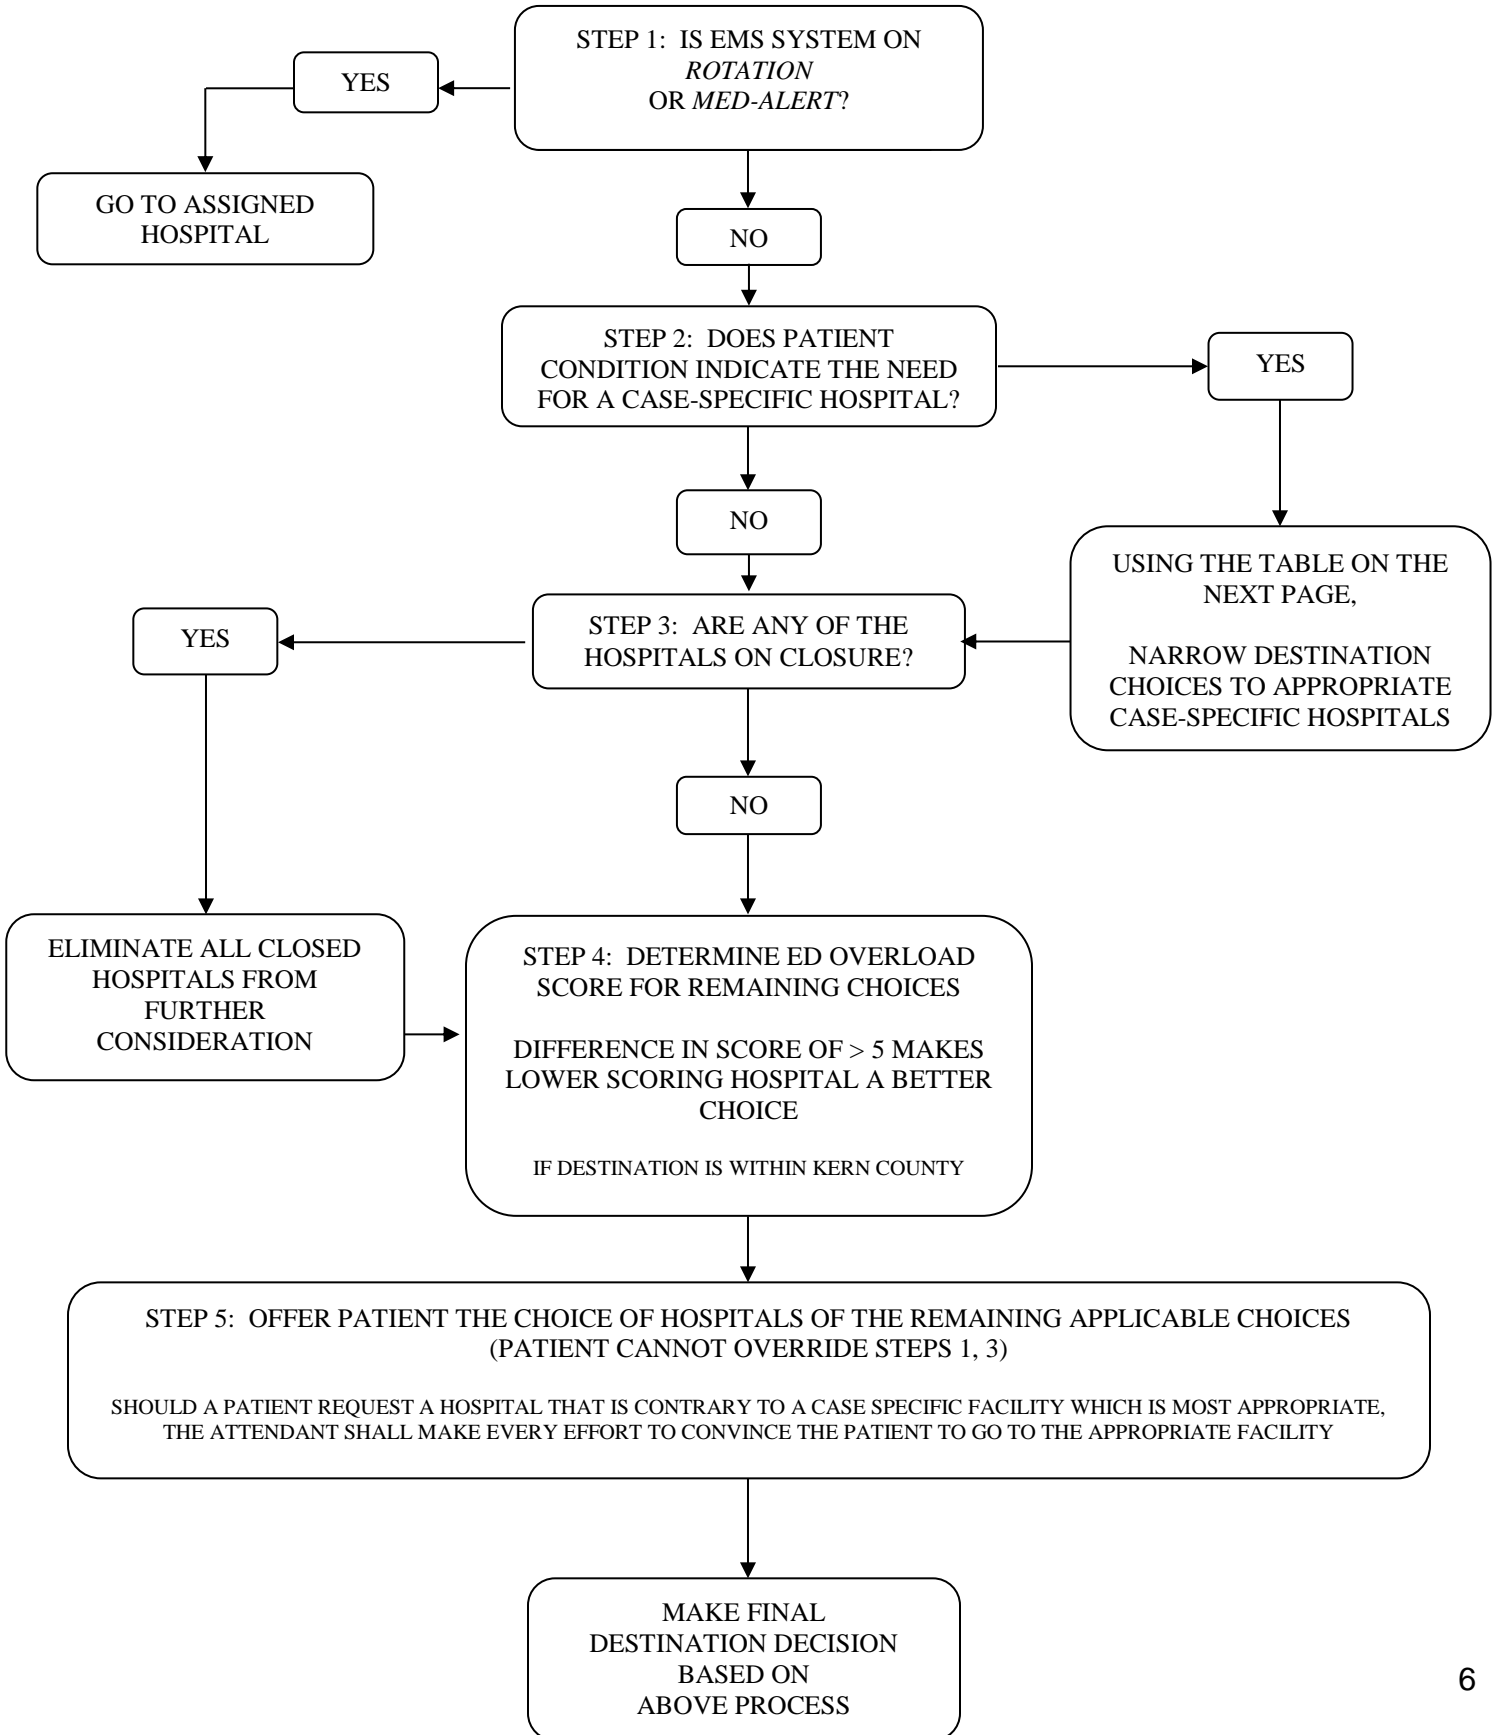 STEP 1: IS EMS SYSTEM ON
ROTATION
OR MED-ALERT?
YES
GO TO ASSIGNED
HOSPITAL
NO
STEP 2: DOES PATIENT
CONDITION INDICATE THE NEED
FOR A CASE-SPECIFIC HOSPITAL?
YES
NO
USING THE TABLE ON THE
NEXT PAGE,
NARROW DESTINATION
CHOICES TO APPROPRIATE
CASE-SPECIFIC HOSPITALS
STEP 3: ARE ANY OF THE
HOSPITALS ON CLOSURE?
YES
NO
ELIMINATE ALL CLOSED
HOSPITALS FROM
FURTHER
CONSIDERATION
STEP 4: DETERMINE ED OVERLOAD
SCORE FOR REMAINING CHOICES
DIFFERENCE IN SCORE OF > 5 MAKES
LOWER SCORING HOSPITAL A BETTER
CHOICE
IF DESTINATION IS WITHIN KERN COUNTY
STEP 5: OFFER PATIENT THE CHOICE OF HOSPITALS OF THE REMAINING APPLICABLE CHOICES
(PATIENT CANNOT OVERRIDE STEPS 1, 3)
SHOULD A PATIENT REQUEST A HOSPITAL THAT IS CONTRARY TO A CASE SPECIFIC FACILITY WHICH IS MOST APPROPRIATE,
THE ATTENDANT SHALL MAKE EVERY EFFORT TO CONVINCE THE PATIENT TO GO TO THE APPROPRIATE FACILITY
MAKE FINAL
DESTINATION DECISION
BASED ON
ABOVE PROCESS
6